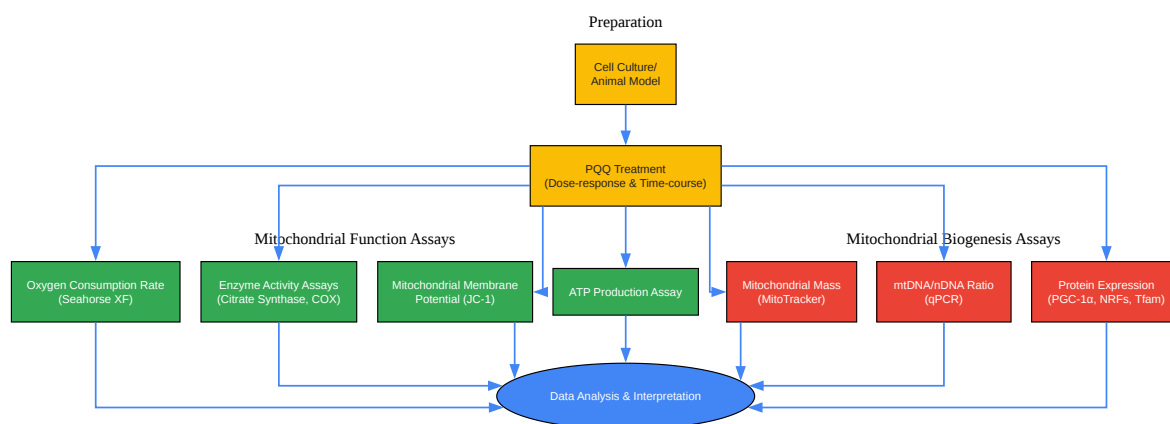 Preparation
Cell Culture/
Animal Model
PQQ Treatment
(Dose-response & Time-course)
Mitochondrial Function Assays
Mitochondrial Biogenesis Assays
Oxygen Consumption Rate
(Seahorse XF)
Enzyme Activity Assays
(Citrate Synthase, COX)
Mitochondrial Membrane
Potential (JC-1)
ATP Production Assay
Mitochondrial Mass
(MitoTracker)
mtDNA/nDNA Ratio
(qPCR)
Protein Expression
(PGC-1α, NRFs, Tfam)
Data Analysis & Interpretation